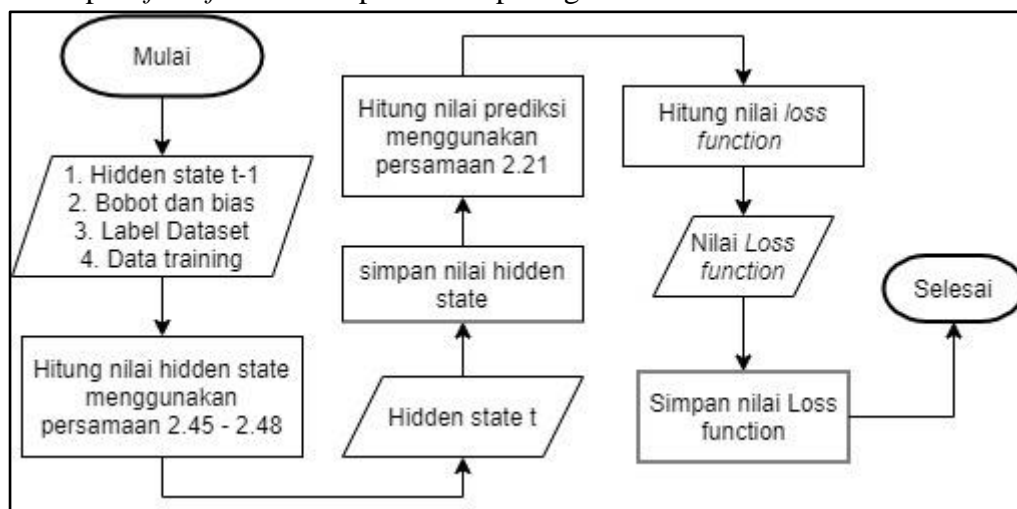 Mulai
1. Hidden state t-1
2. Bobot dan bias
3. Label Dataset
4. Data training
Hitung nilai hidden state
menggunakan
persamaan 2.45 - 2.48
Hidden state t
simpan nilai hidden
state
Hitung nilai prediksi
menggunakan
persamaan 2.21
Hitung nilai loss
function
Nilai Loss
function
Simpan nilai Loss
function
Selesai